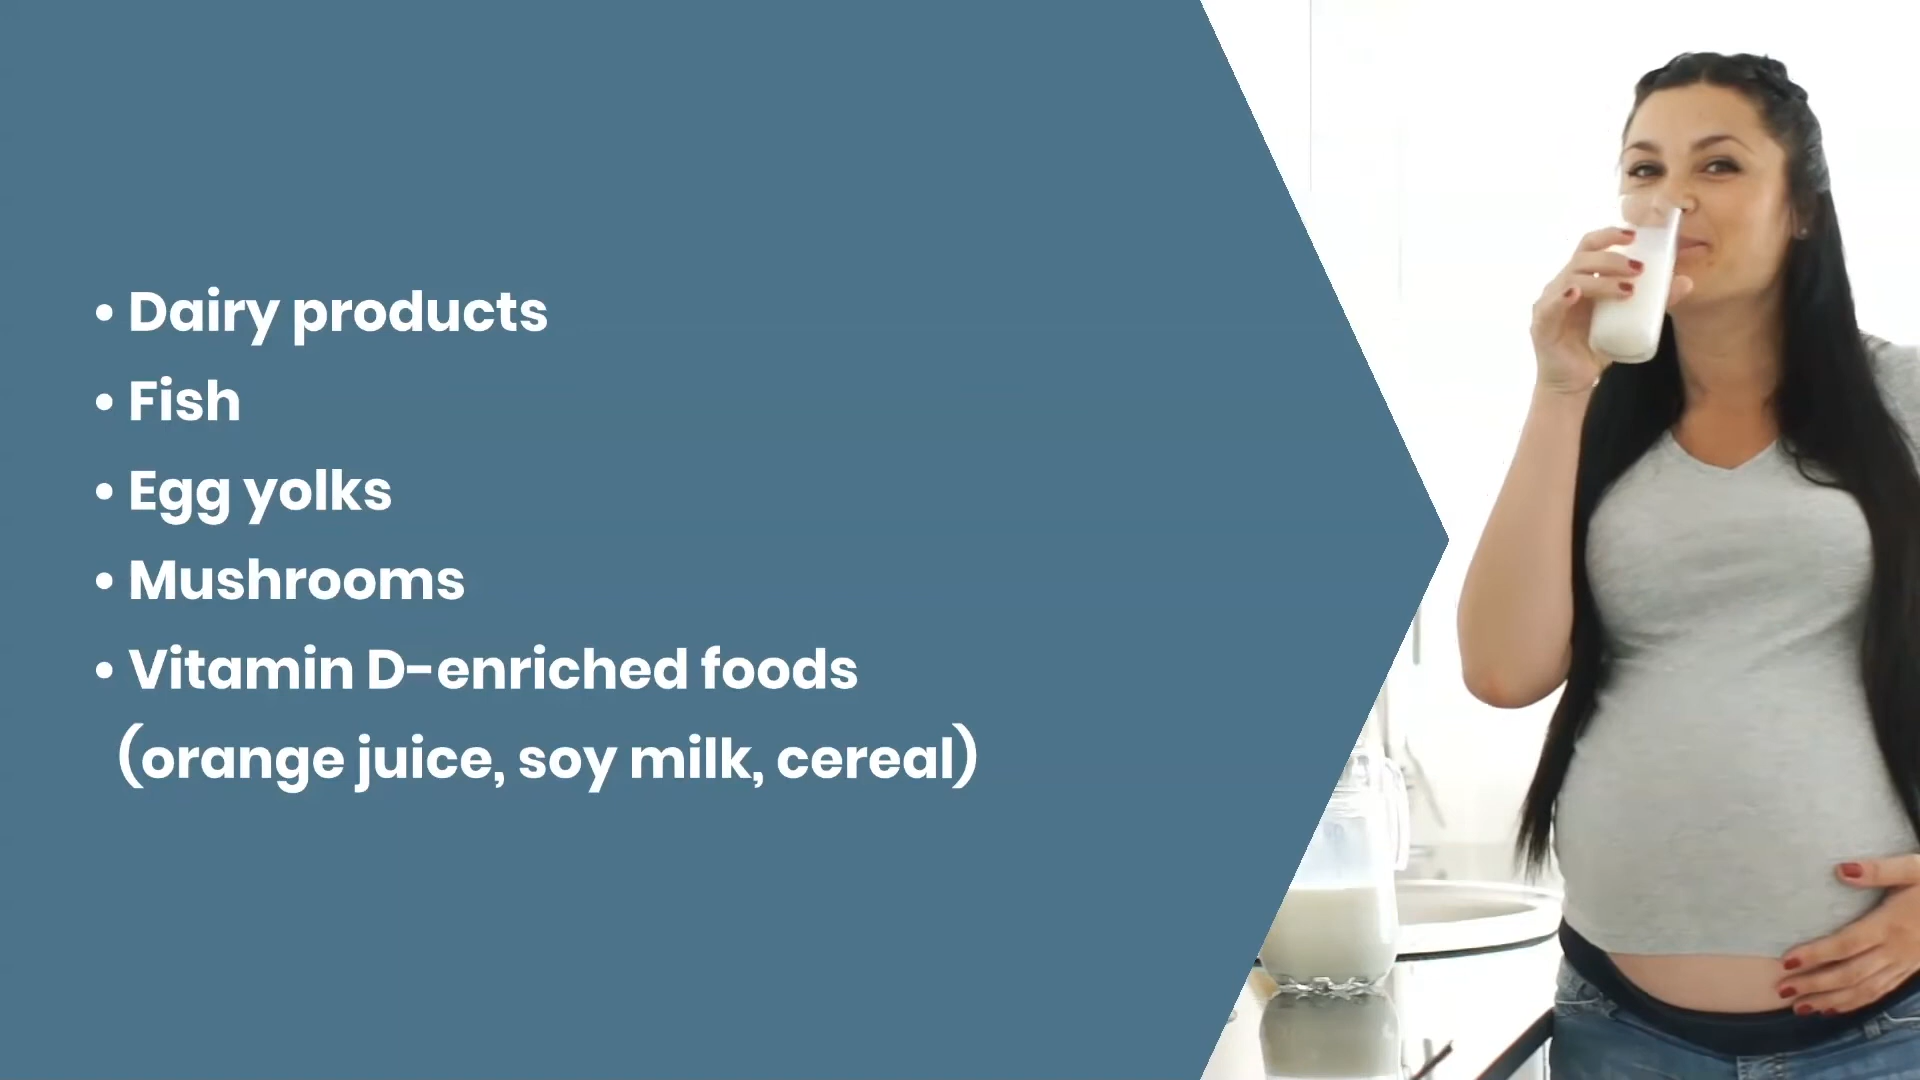 • Dairy products
• Fish
• Egg yolks
• Mushrooms
• Vitamin D-enriched foods
(orange juice, soy milk, cereal)